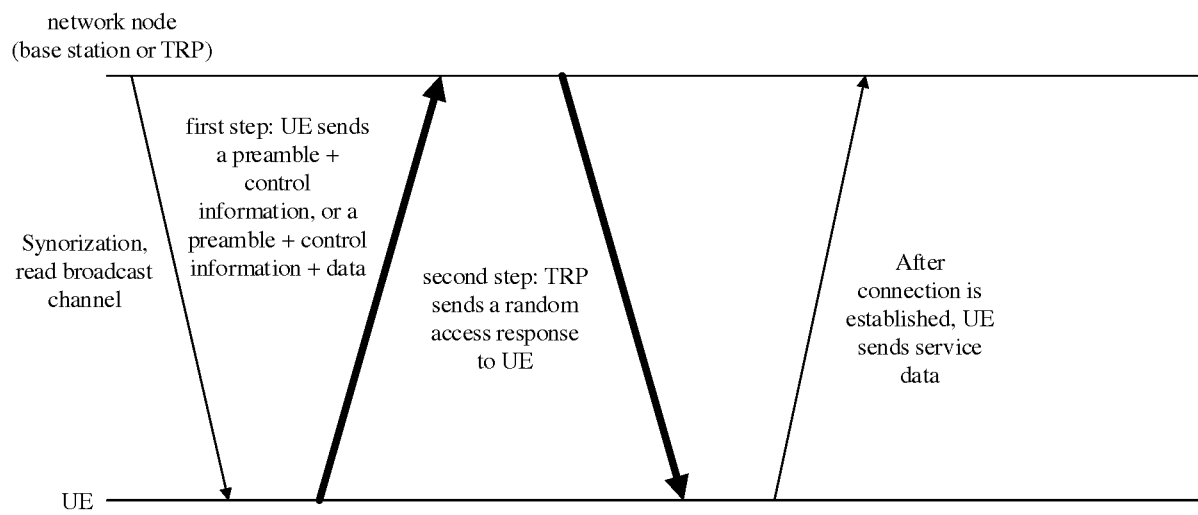 network node
(base station or TRP)
first step: UE sends
a preamble +
control
information, or a
preamble + control
information + data
Synorization,
read broadcast
channel
second step: TRP
sends a random
access response
to UE
After
connection is
established, UE
sends service
data
UE